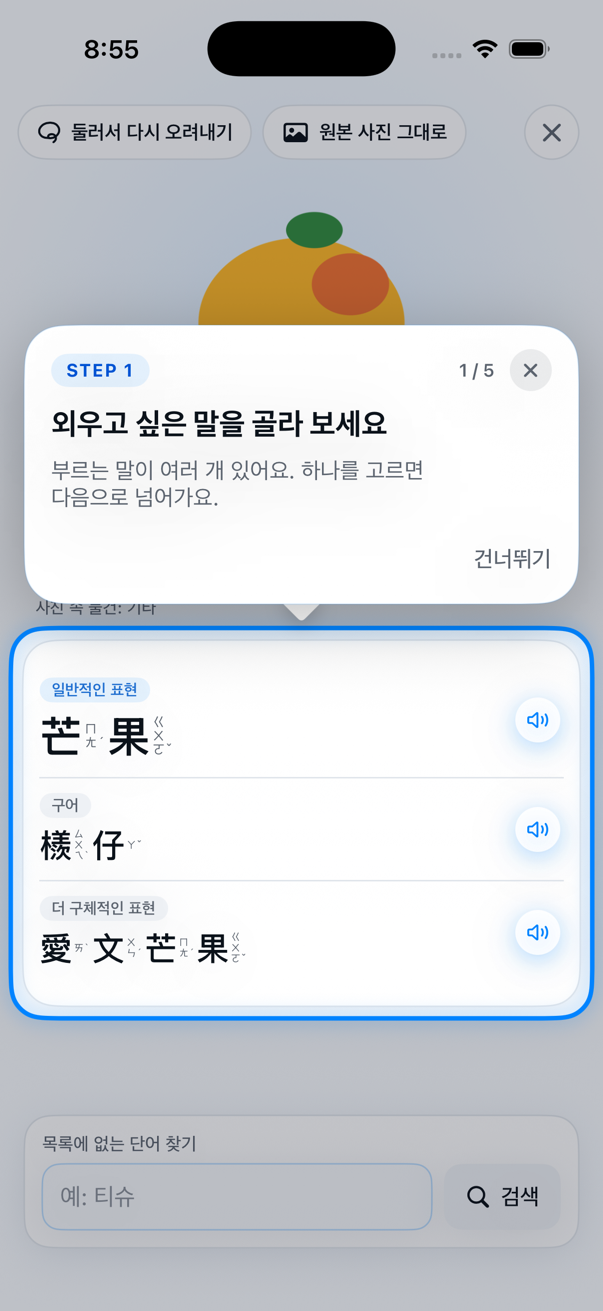 8:55
둘러서 다시 오려내기
원본 사진 그대로
STEP 1
1 / 5
외우고 싶은 말을 골라 보세요
부르는 말이 여러 개 있어요. 하나를 고르면
다음으로 넘어가요.
건너뛰기
사진 속 물건: 기타
일반적인 표현
芒ㄇㄤˊ果ㄍㄨㄛˇ
구어
檨ㄙㄨㄞ仔ㄚˇ
더 구체적인 표현
愛ㄞˋ文ㄨㄣˊ芒ㄇㄤˊ果ㄍㄨㄛˇ
목록에 없는 단어 찾기
예: 티슈
검색